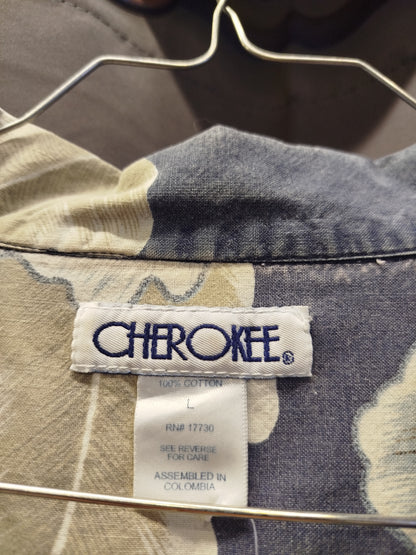 CHEROKEE®
100% COTTON
L
RN# 17730
SEE REVERSE
FOR CARE
ASSEMBLED IN
COLOMBIA